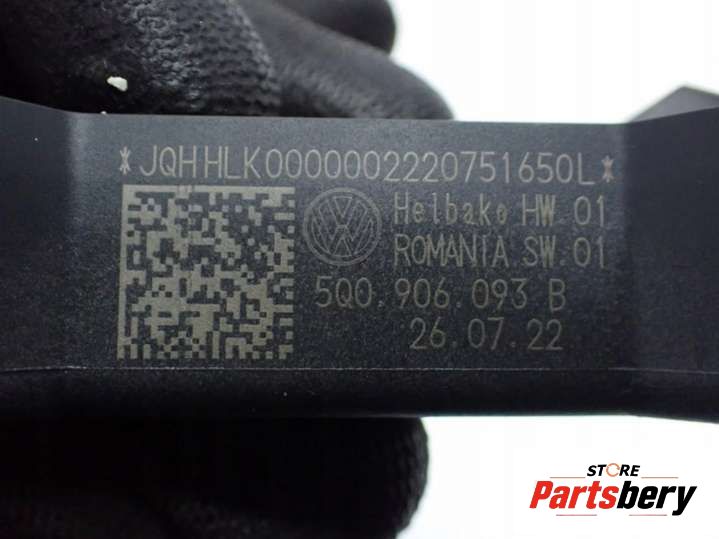 *JQHHLK0000002220751650L*
Helbako HW.01
ROMANIA SW.01
5Q0.906.093 B
26.07.22
STORE
Partsbery